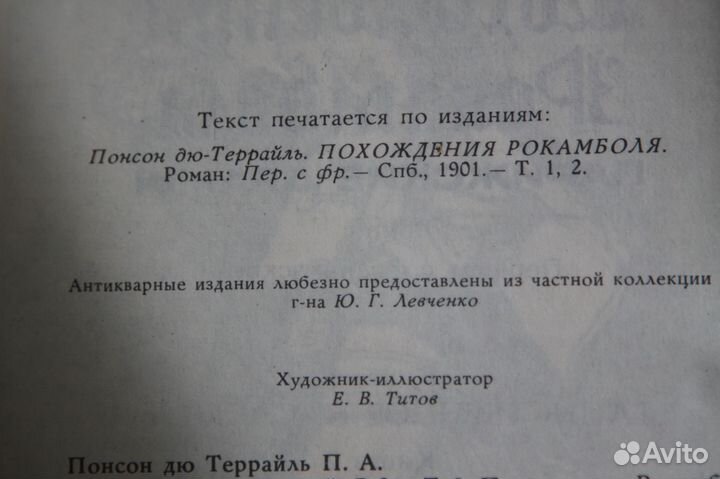 Текст печатается по изданиям:
Понсон дю-Террайль. ПОХОЖДЕНИЯ РОКАМБОЛЯ.
Роман: Пер. с фр.— Спб., 1901.— Т. 1, 2.
Антикварные издания любезно предоставлены из частной коллекции
г-на Ю. Г. Левченко
Художник-иллюстратор
Е. В. Титов
Понсон дю Террайль П. А.
Avito